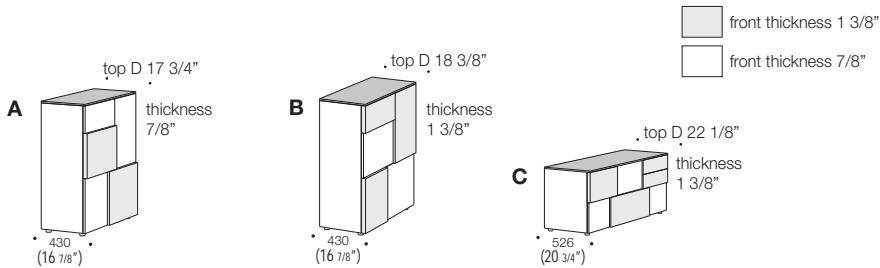 front thickness 1 3/8”
front thickness 7/8”
top D 17 3/4”
A
thickness
7/8”
430
(16 7/8”)
top D 18 3/8”
B
thickness
1 3/8”
430
(16 7/8”)
top D 22 1/8”
C
thickness
1 3/8”
526
(20 3/4”)